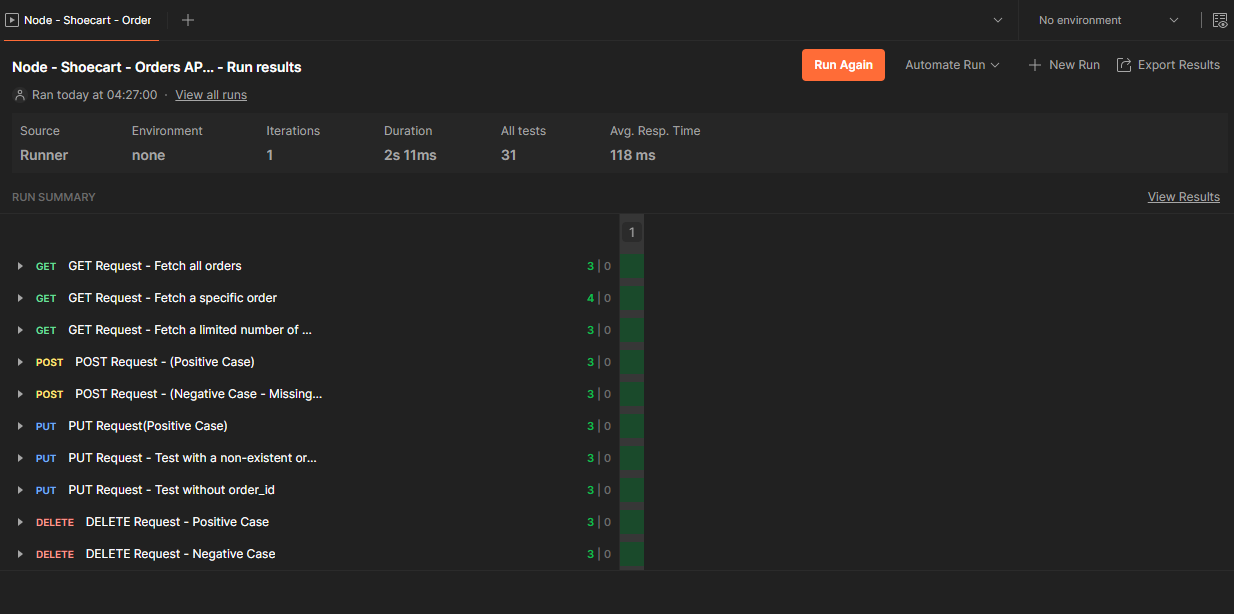 Node - Shoecart - Order
No environment
Node - Shoecart - Orders AP... - Run results
Run Again
Automate Run
New Run
Export Results
Ran today at 04:27:00 · View all runs
Source
Environment
Iterations
Duration
All tests
Avg. Resp. Time
Runner
none
1
2s 11ms
31
118 ms
RUN SUMMARY
View Results
1
GET GET Request - Fetch all orders 3 | 0
GET GET Request - Fetch a specific order 4 | 0
GET GET Request - Fetch a limited number of ... 3 | 0
POST POST Request - (Positive Case) 3 | 0
POST POST Request - (Negative Case - Missing... 3 | 0
PUT PUT Request(Positive Case) 3 | 0
PUT PUT Request - Test with a non-existent or... 3 | 0
PUT PUT Request - Test without order_id 3 | 0
DELETE DELETE Request - Positive Case 3 | 0
DELETE DELETE Request - Negative Case 3 | 0